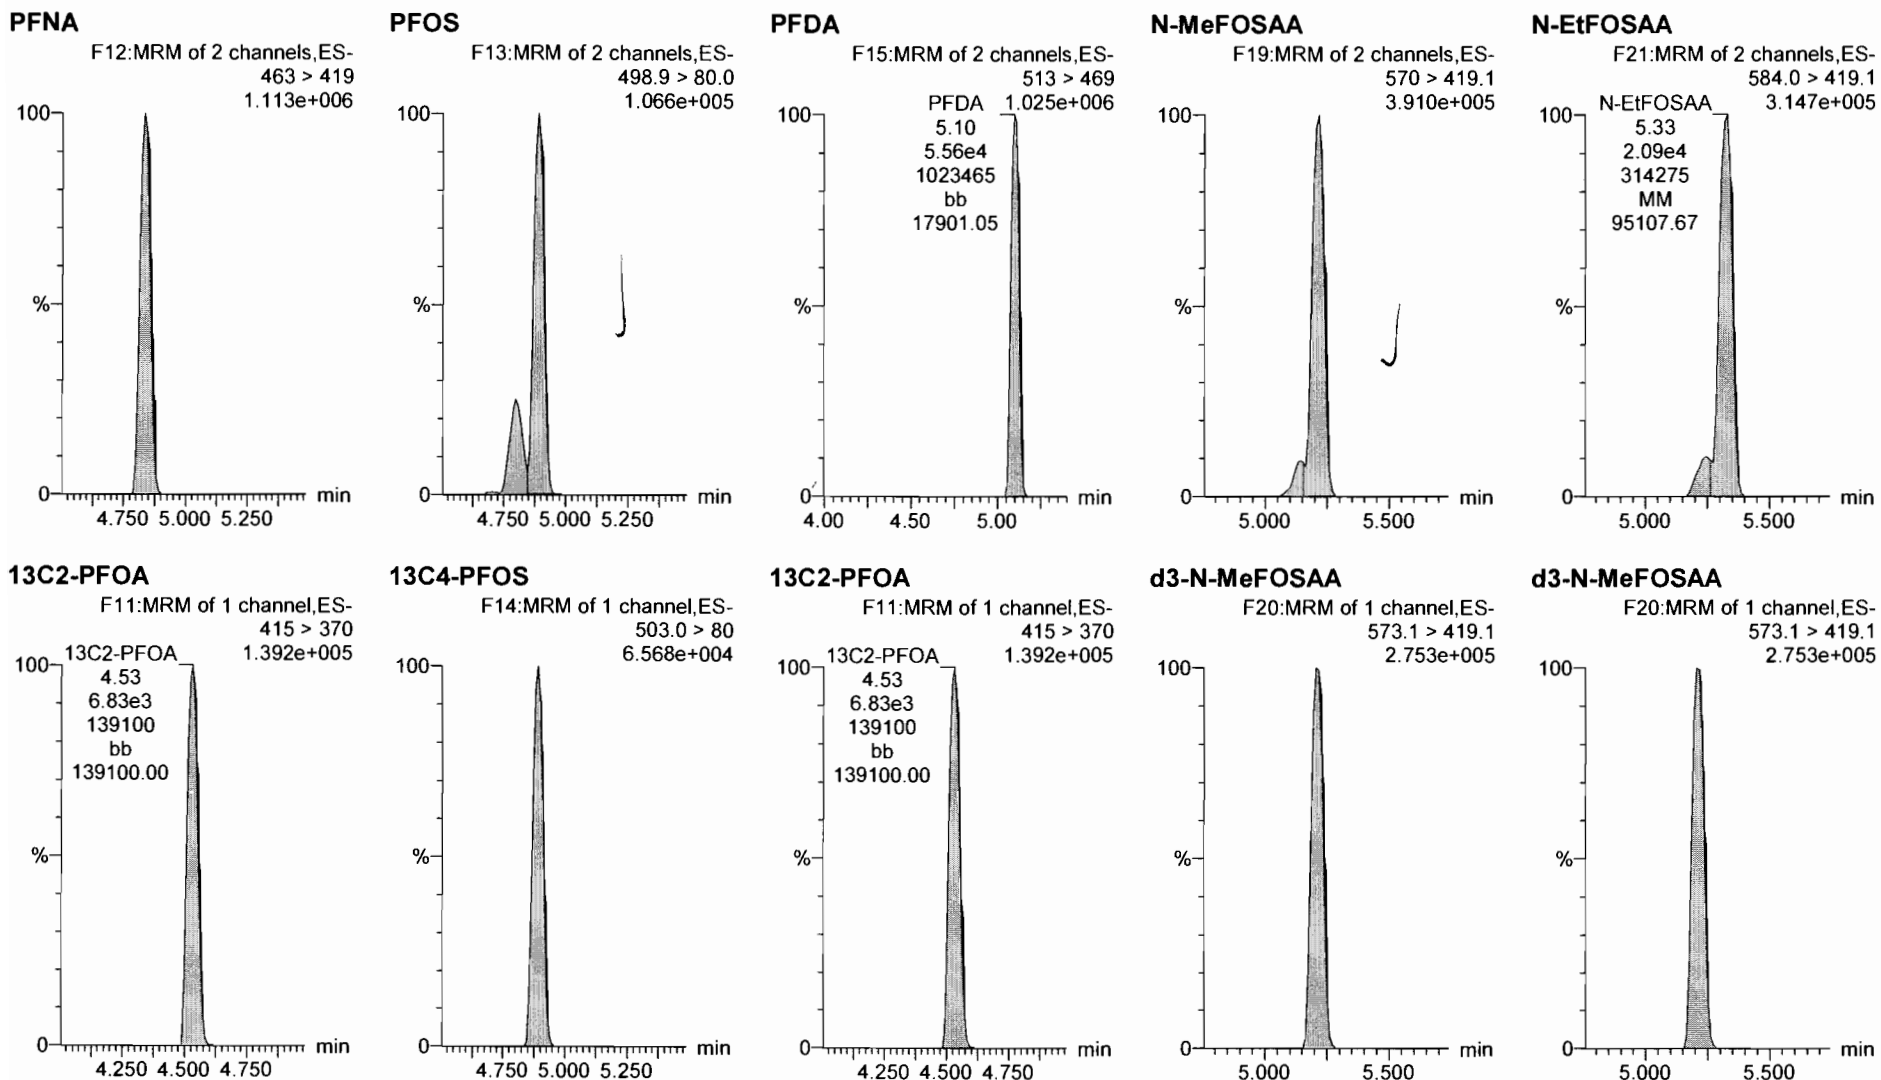 PFNA
F12:MRM of 2 channels,ES-
463 > 419
1.113e+006
100
%
0
min
4.750 5.000 5.250
PFOS
F13:MRM of 2 channels,ES-
498.9 > 80.0
1.066e+005
100
%
0
min
4.750 5.000 5.250
PFDA
F15:MRM of 2 channels,ES-
513 > 469
PFDA 1.025e+006
100
5.10
5.56e4
1023465
bb
17901.05
%
0
min
4.00 4.50 5.00
N-MeFOSAA
F19:MRM of 2 channels,ES-
570 > 419.1
3.910e+005
100
%
0
min
5.000 5.500
N-EtFOSAA
F21:MRM of 2 channels,ES-
584.0 > 419.1
N-EtFOSAA 3.147e+005
100
5.33
2.09e4
314275
MM
95107.67
%
0
min
5.000 5.500
13C2-PFOA
F11:MRM of 1 channel,ES-
415 > 370
13C2-PFOA 1.392e+005
100
4.53
6.83e3
139100
bb
139100.00
%
0
min
4.250 4.500 4.750
13C4-PFOS
F14:MRM of 1 channel,ES-
503.0 > 80
6.568e+004
100
%
0
min
4.750 5.000 5.250
13C2-PFOA
F11:MRM of 1 channel,ES-
415 > 370
13C2-PFOA 1.392e+005
100
4.53
6.83e3
139100
bb
139100.00
%
0
min
4.250 4.500 4.750
d3-N-MeFOSAA
F20:MRM of 1 channel,ES-
573.1 > 419.1
2.753e+005
100
%
0
min
5.000 5.500
d3-N-MeFOSAA
F20:MRM of 1 channel,ES-
573.1 > 419.1
2.753e+005
100
%
0
min
5.000 5.500